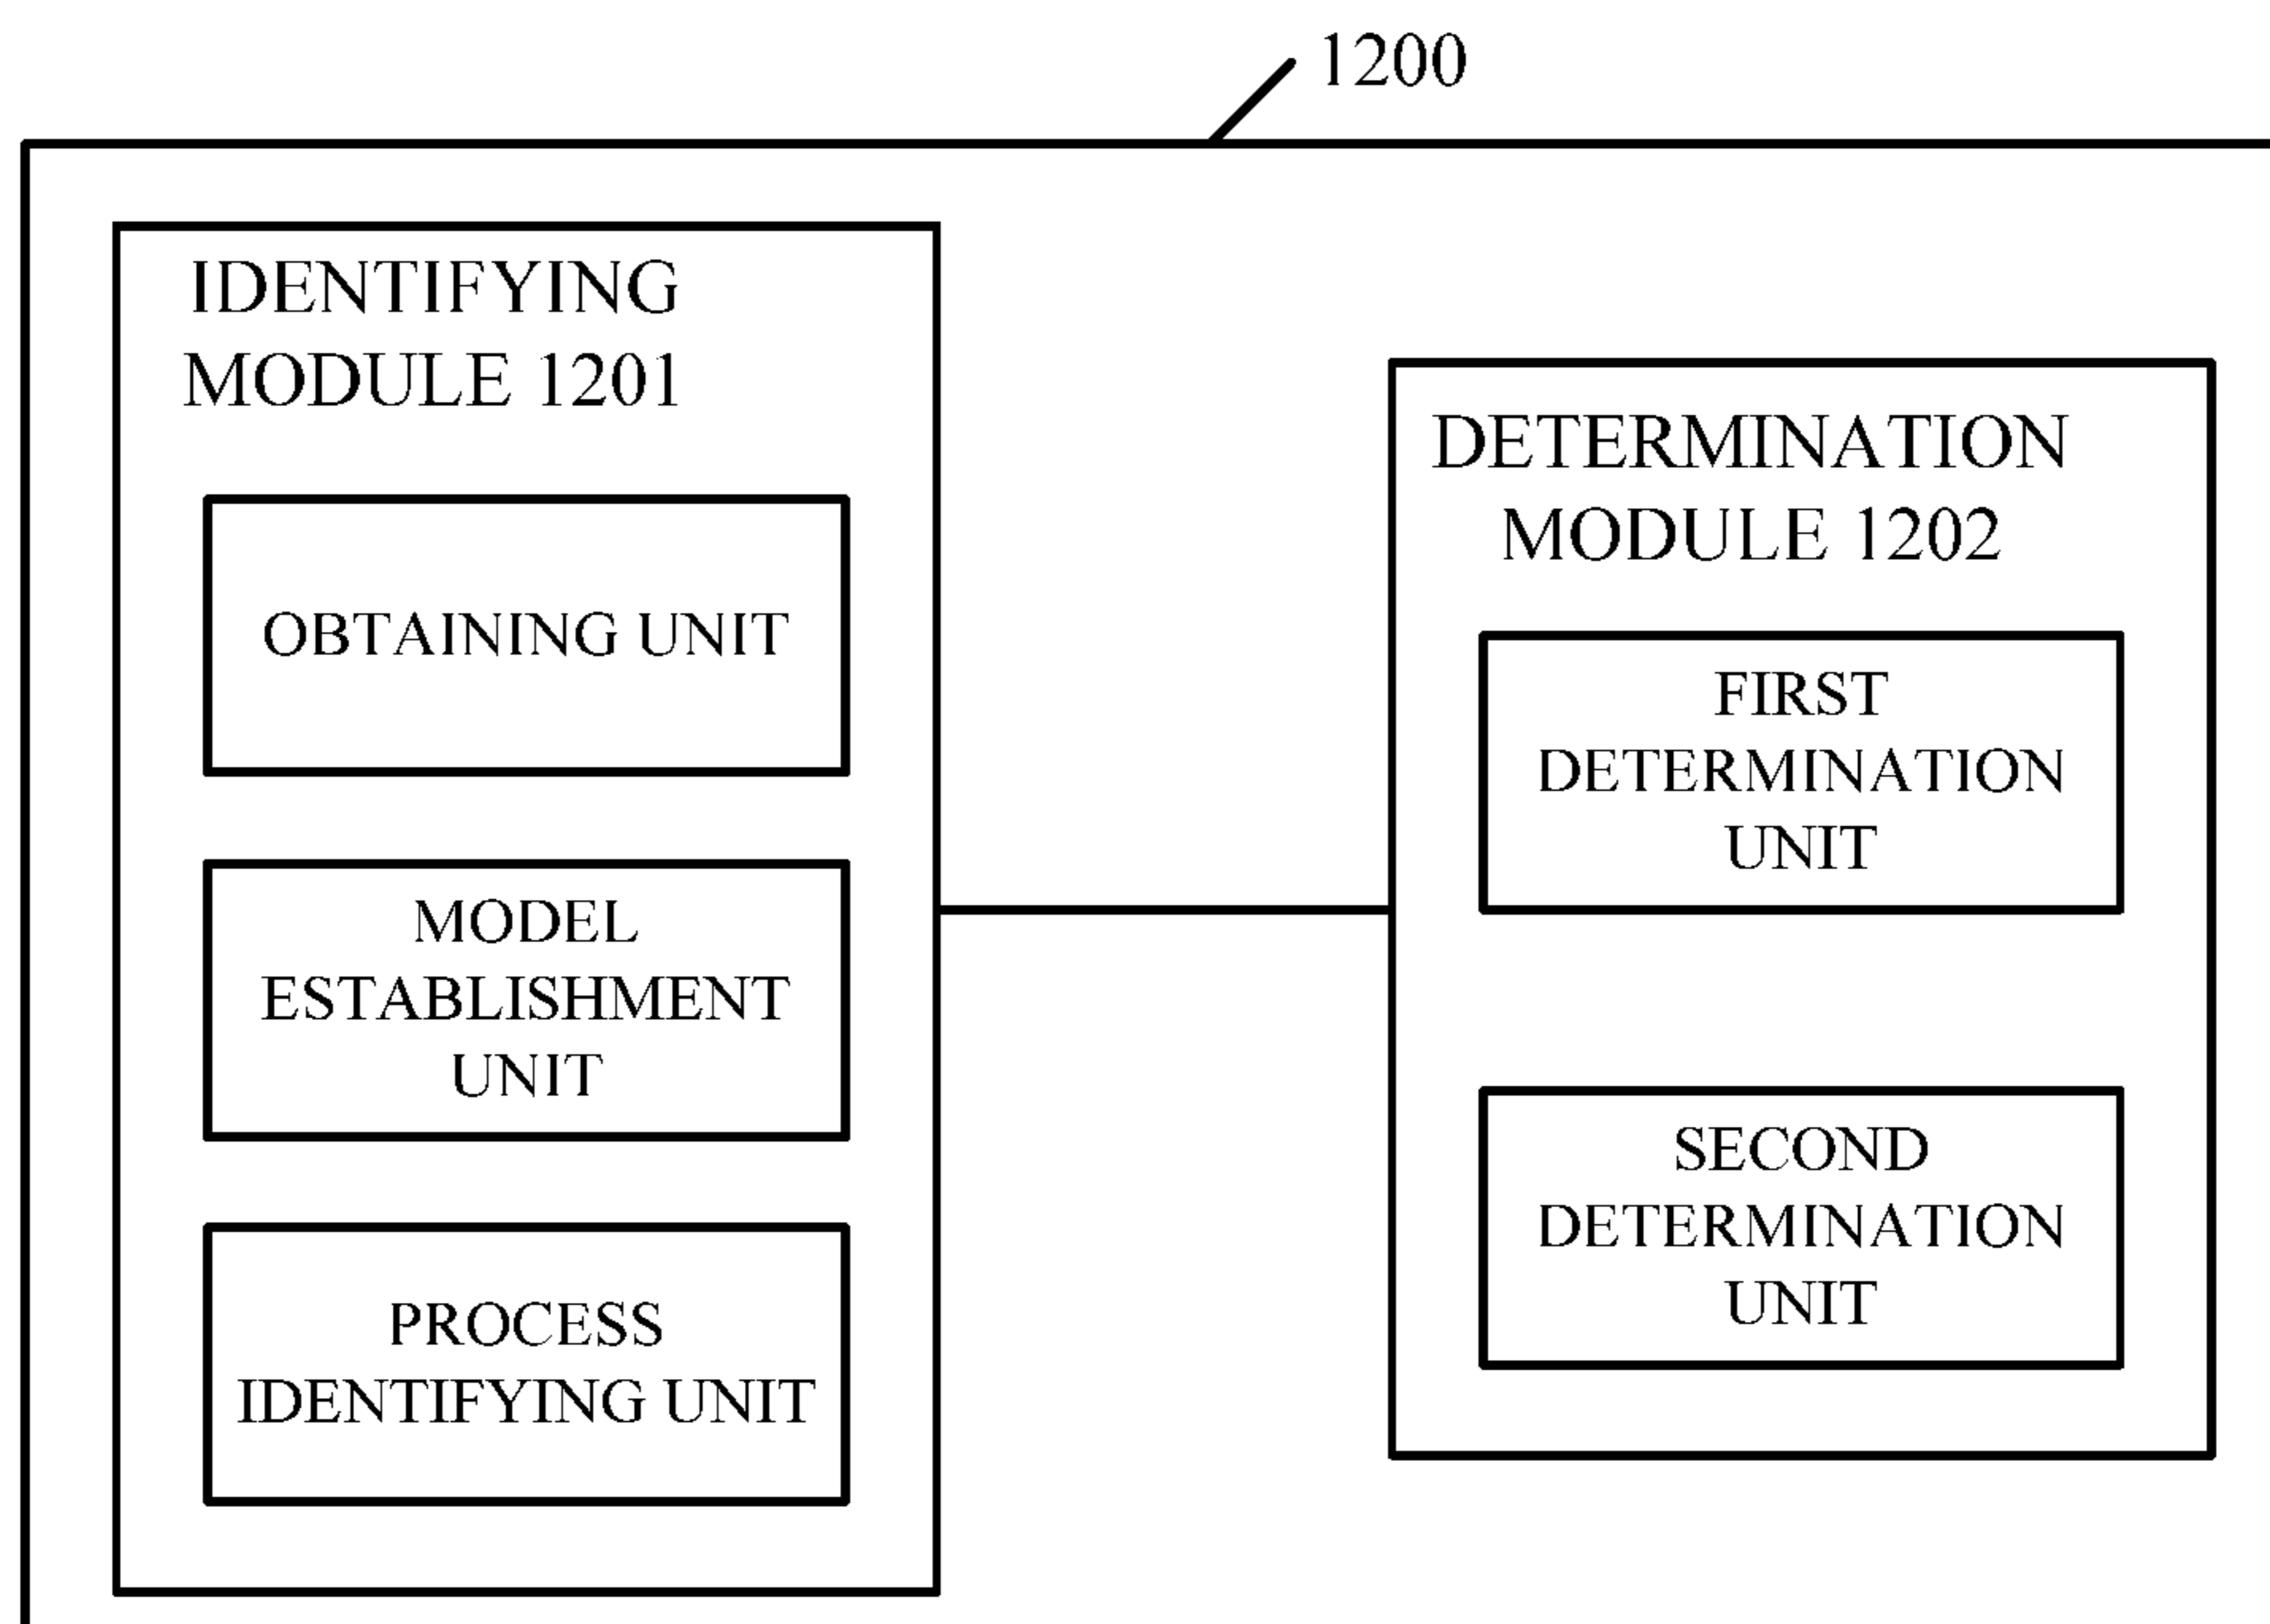 1200
IDENTIFYING
MODULE 1201
OBTAINING UNIT
MODEL
ESTABLISHMENT
UNIT
PROCESS
IDENTIFYING UNIT
DETERMINATION
MODULE 1202
FIRST
DETERMINATION
UNIT
SECOND
DETERMINATION
UNIT